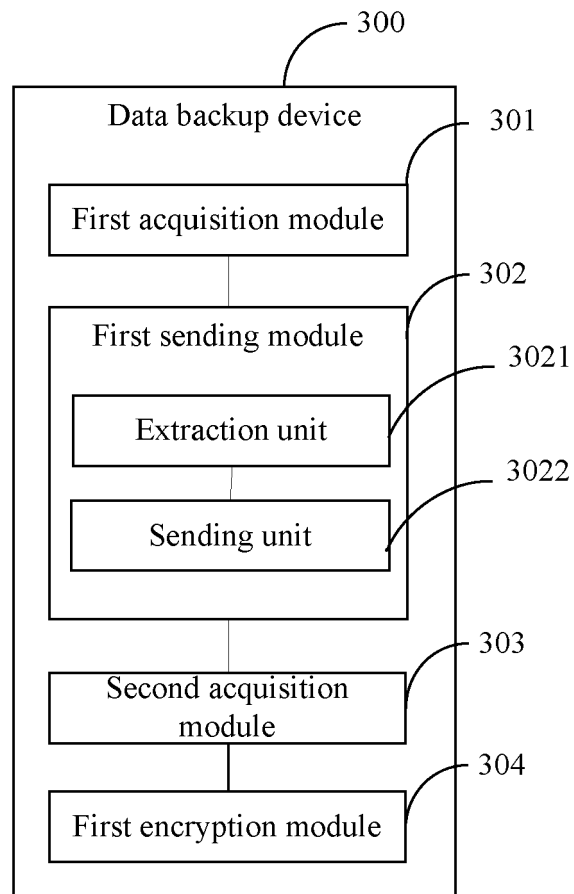 300
Data backup device
301
First acquisition module
302
First sending module
3021
Extraction unit
3022
Sending unit
303
Second acquisition
module
304
First encryption module